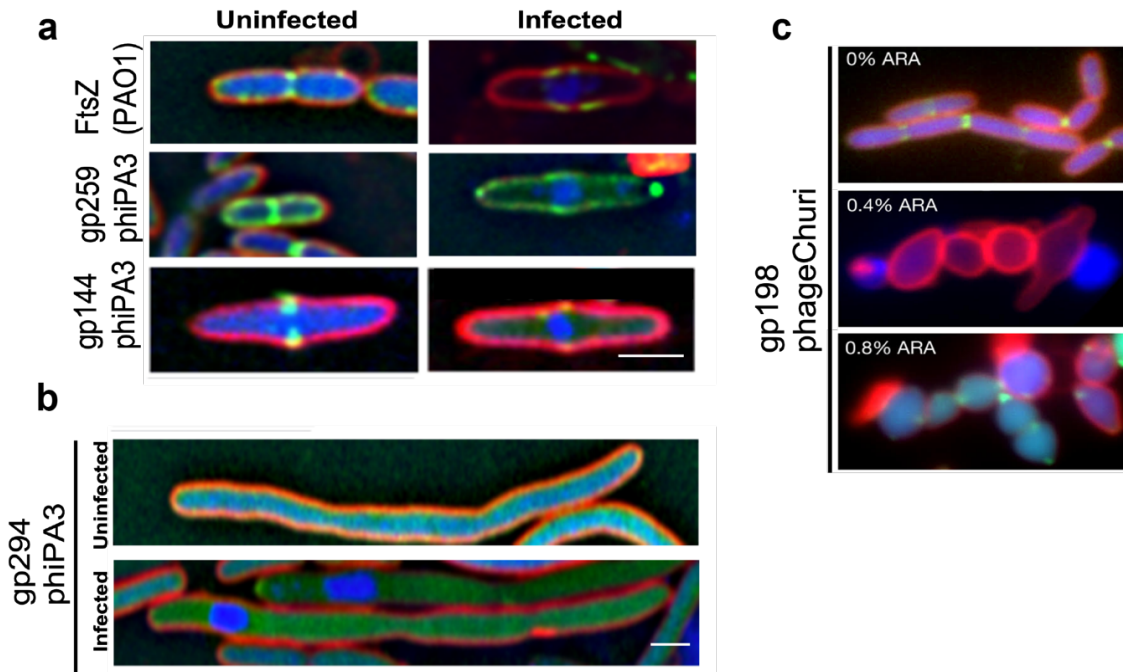 a
Uninfected
Infected
FtsZ
(PAO1)
gp259
phiPA3
gp144
phiPA3
b
gp294
phiPA3
Uninfected
Infected
c
gp198
phageChuri
0% ARA
0.4% ARA
0.8% ARA